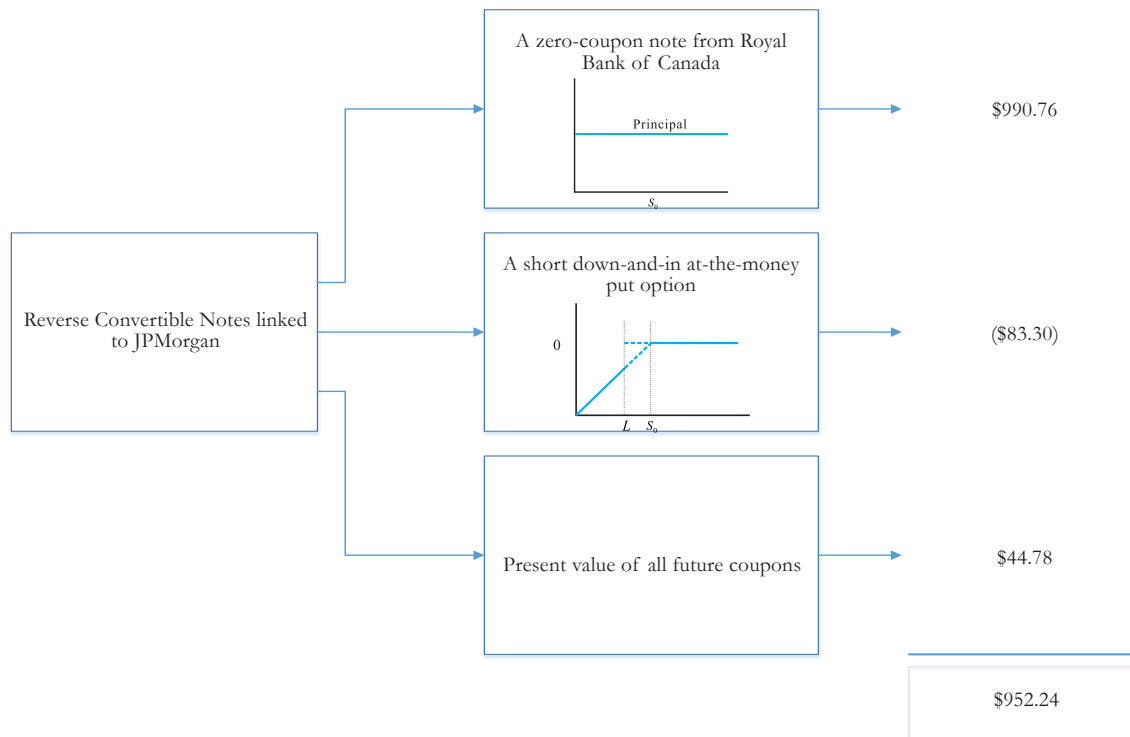 A zero-coupon note from Royal
Bank of Canada
Principal
S₀
$990.76
Reverse Convertible Notes linked
to JPMorgan
A short down-and-in at-the-money
put option
0
L S₀
($83.30)
Present value of all future coupons
$44.78
$952.24